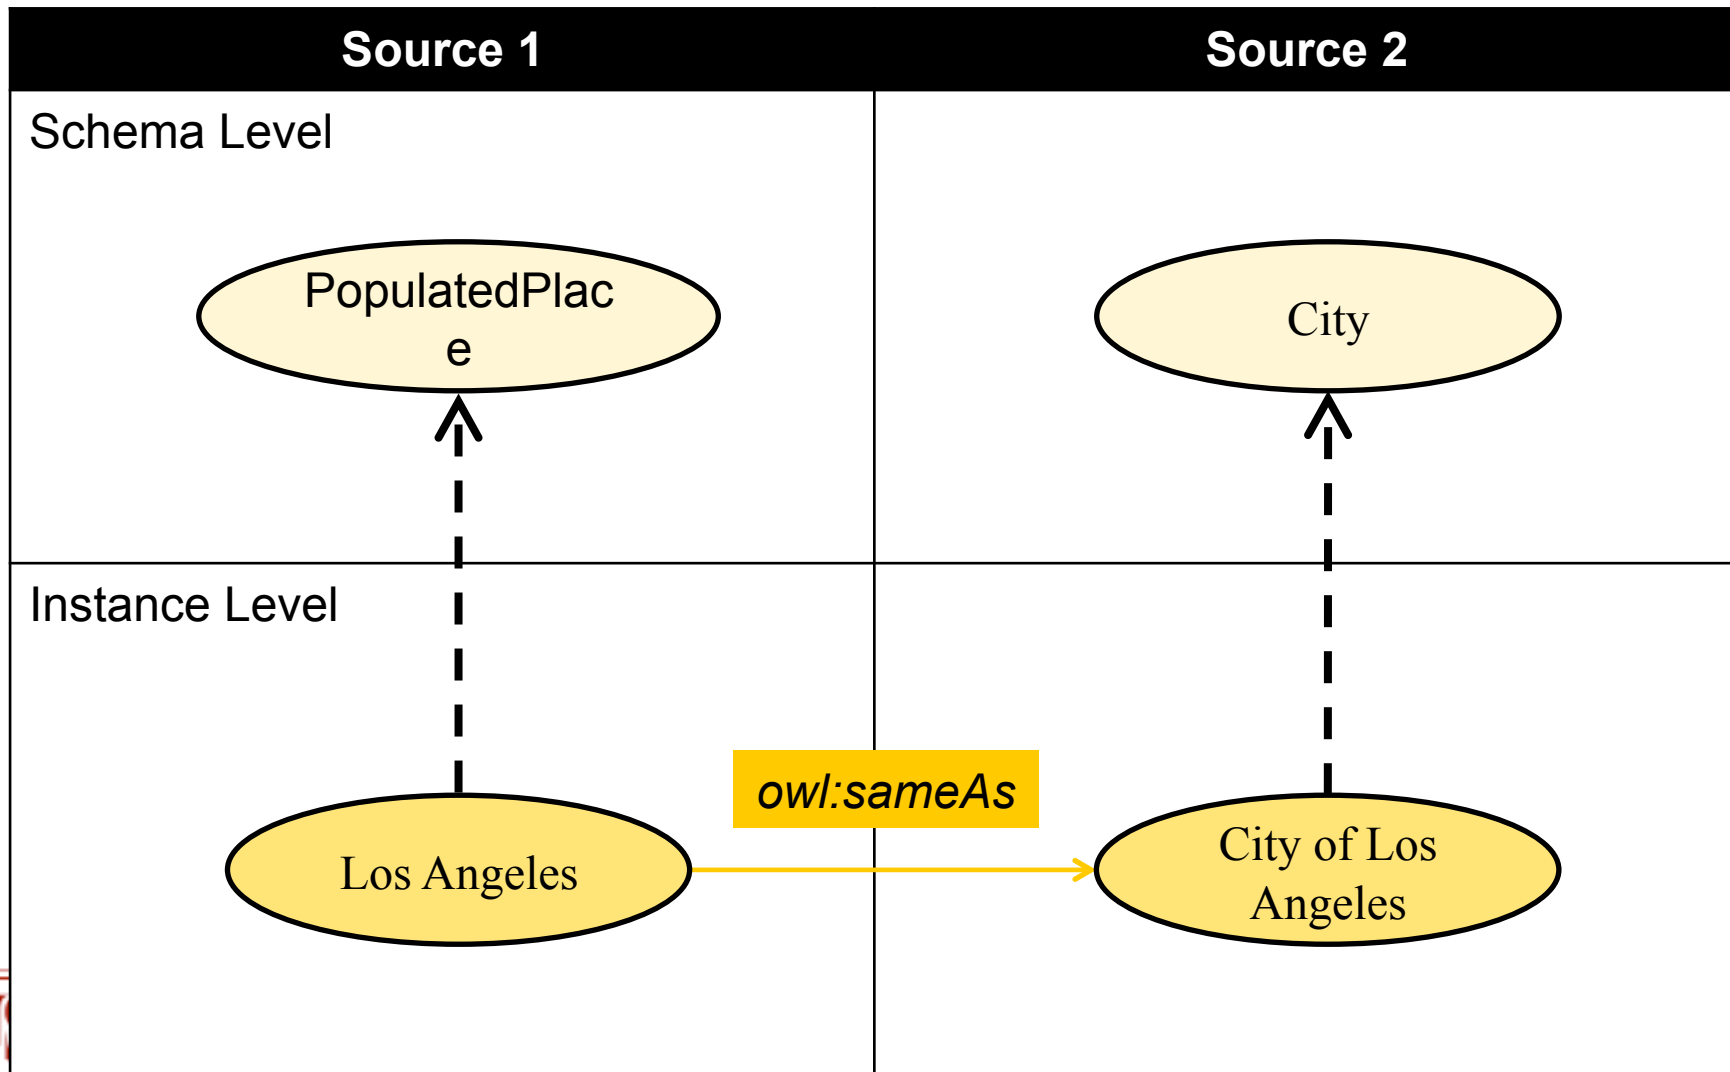 Source 1
Source 2
Schema Level
PopulatedPlac
e
City
Instance Level
owl:sameAs
Los Angeles
City of Los
Angeles